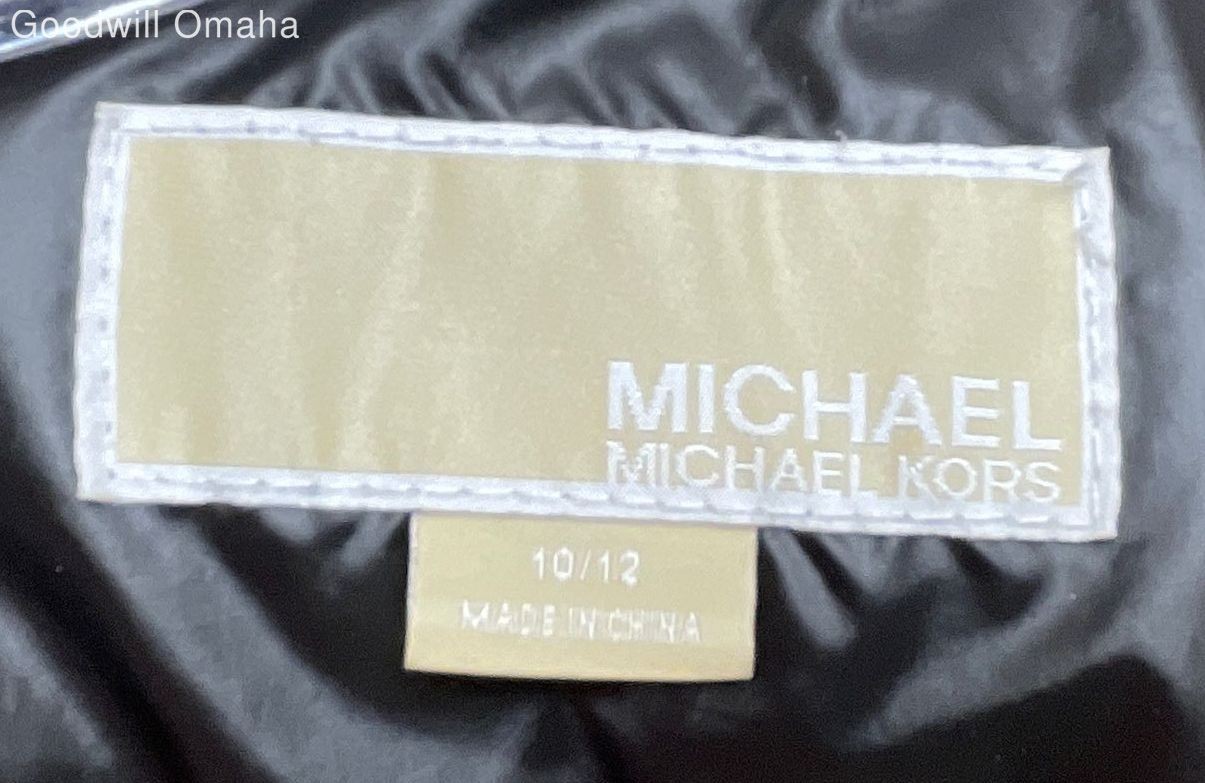 Goodwill Omaha
MICHAEL
MICHAEL KORS
10/12
MADE IN CHINA